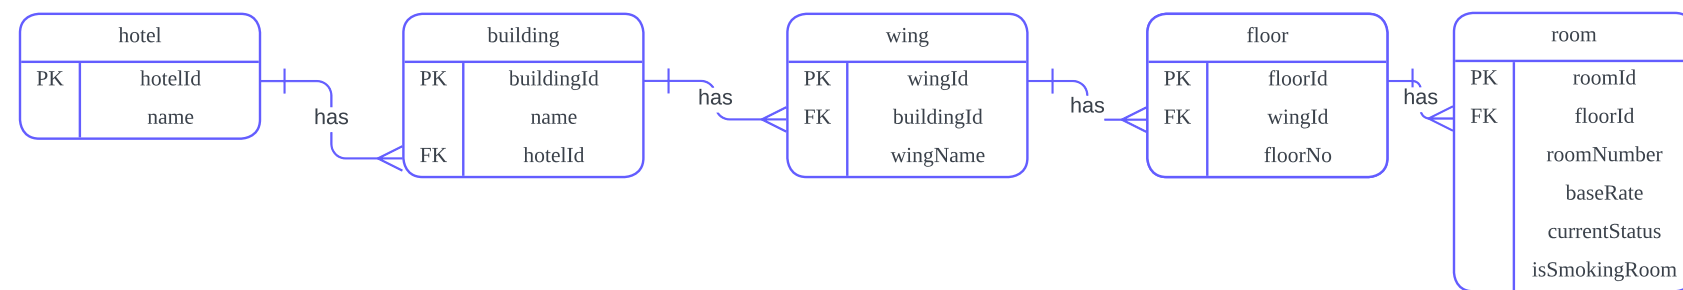 hotel
PK hotelId
name
has
building
PK buildingId
name
FK hotelId
has
wing
PK wingId
FK buildingId
wingName
has
floor
PK floorId
FK wingId
floorNo
has
room
PK roomId
FK floorId
roomNumber
baseRate
currentStatus
isSmokingRoom